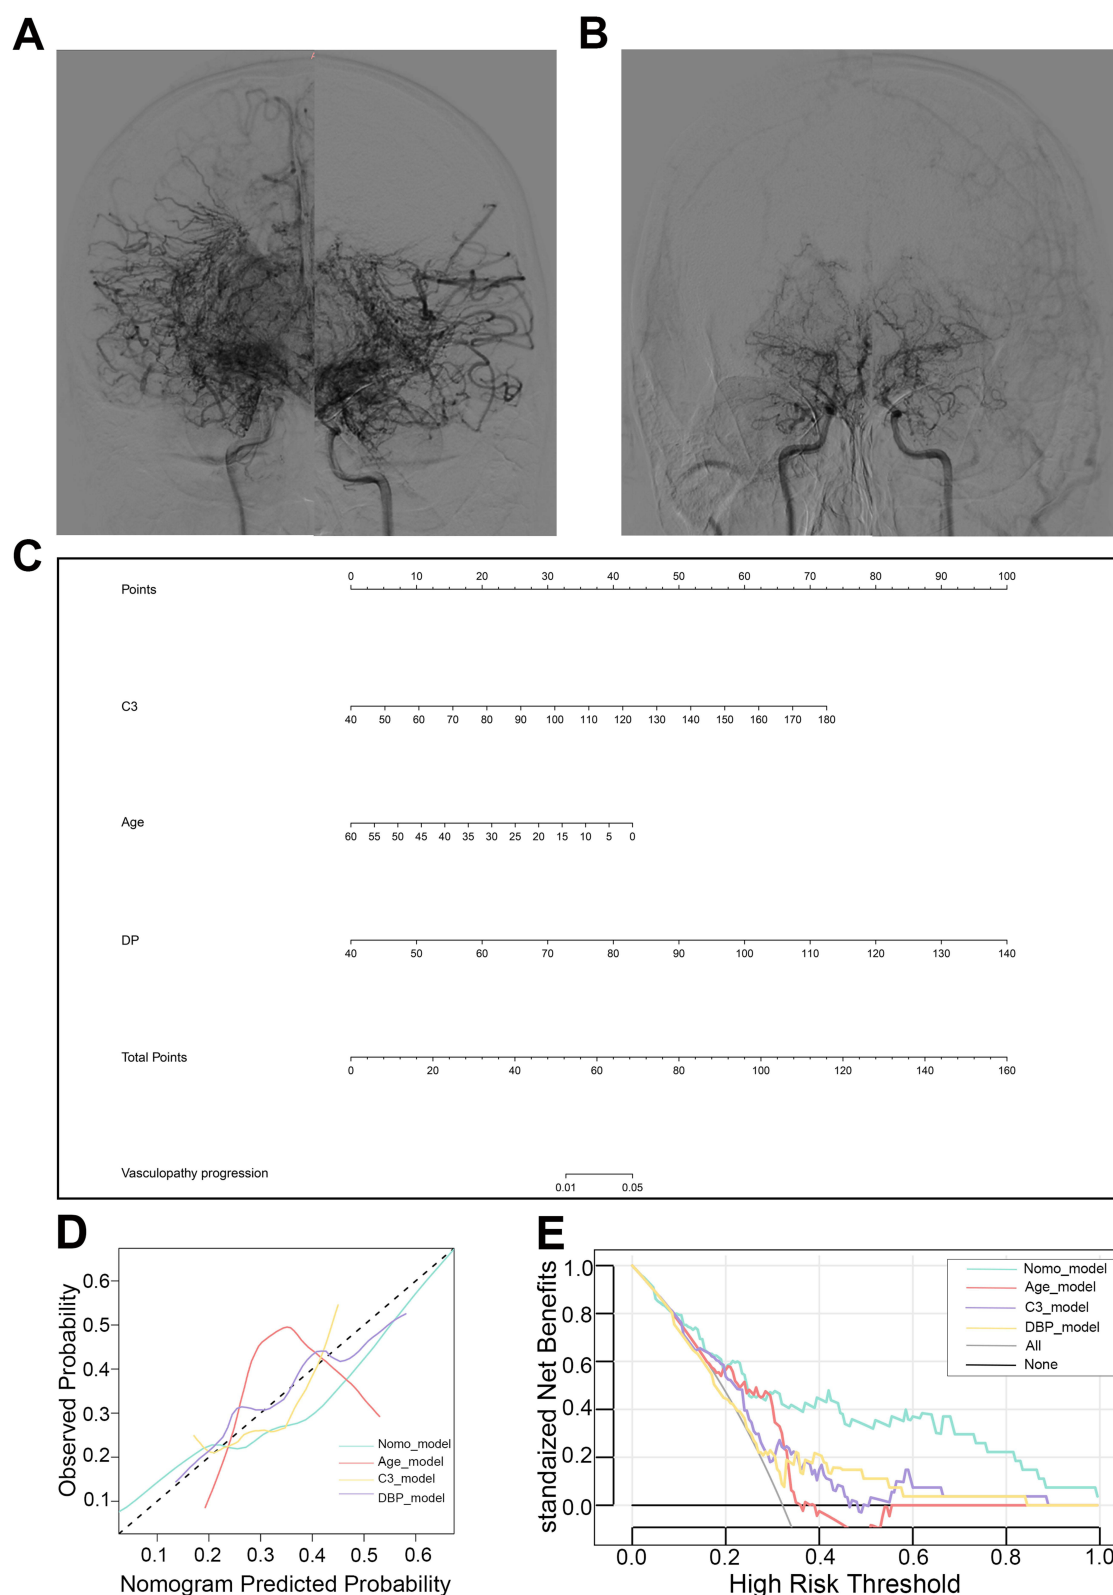 A
B
C
Points
0 10 20 30 40 50 60 70 80 90 100
C3
40 50 60 70 80 90 100 110 120 130 140 150 160 170 180
Age
60 55 50 45 40 35 30 25 20 15 10 5 0
DP
40 50 60 70 80 90 100 110 120 130 140
Total Points
0 20 40 60 80 100 120 140 160
Vasculopathy progression
0.01 0.05
D
Observed Probability
0.6
0.5
0.4
0.3
0.2
0.1
Nomo_model
Age_model
C3_model
DBP_model
0.1 0.2 0.3 0.4 0.5 0.6
Nomogram Predicted Probability
E
standaized Net Benefits
1.0
0.8
0.6
0.4
0.2
0.0
Nomo_model
Age_model
C3_model
DBP_model
All
None
0.0 0.2 0.4 0.6 0.8 1.0
High Risk Threshold